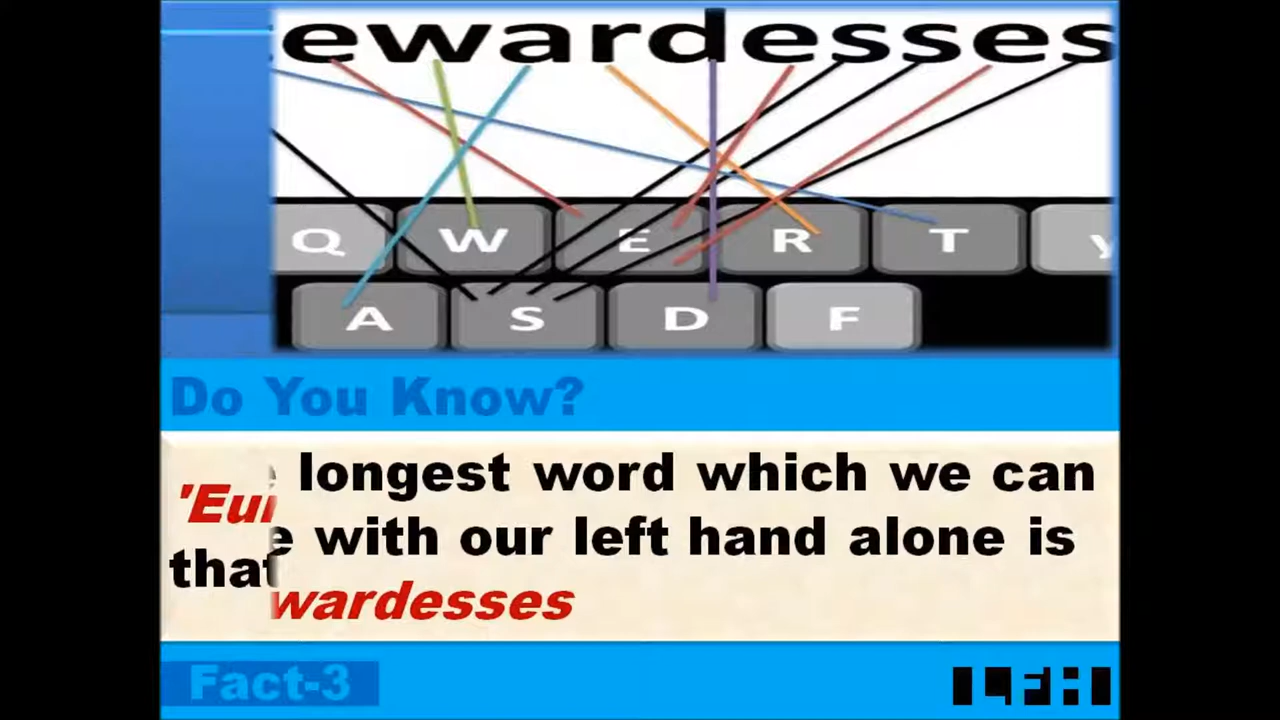 ewardesses
Q W E R T y
A S D F
Do You Know?
longest word which we can
'Eur
with our left hand alone is
that
wardesses
Fact-3